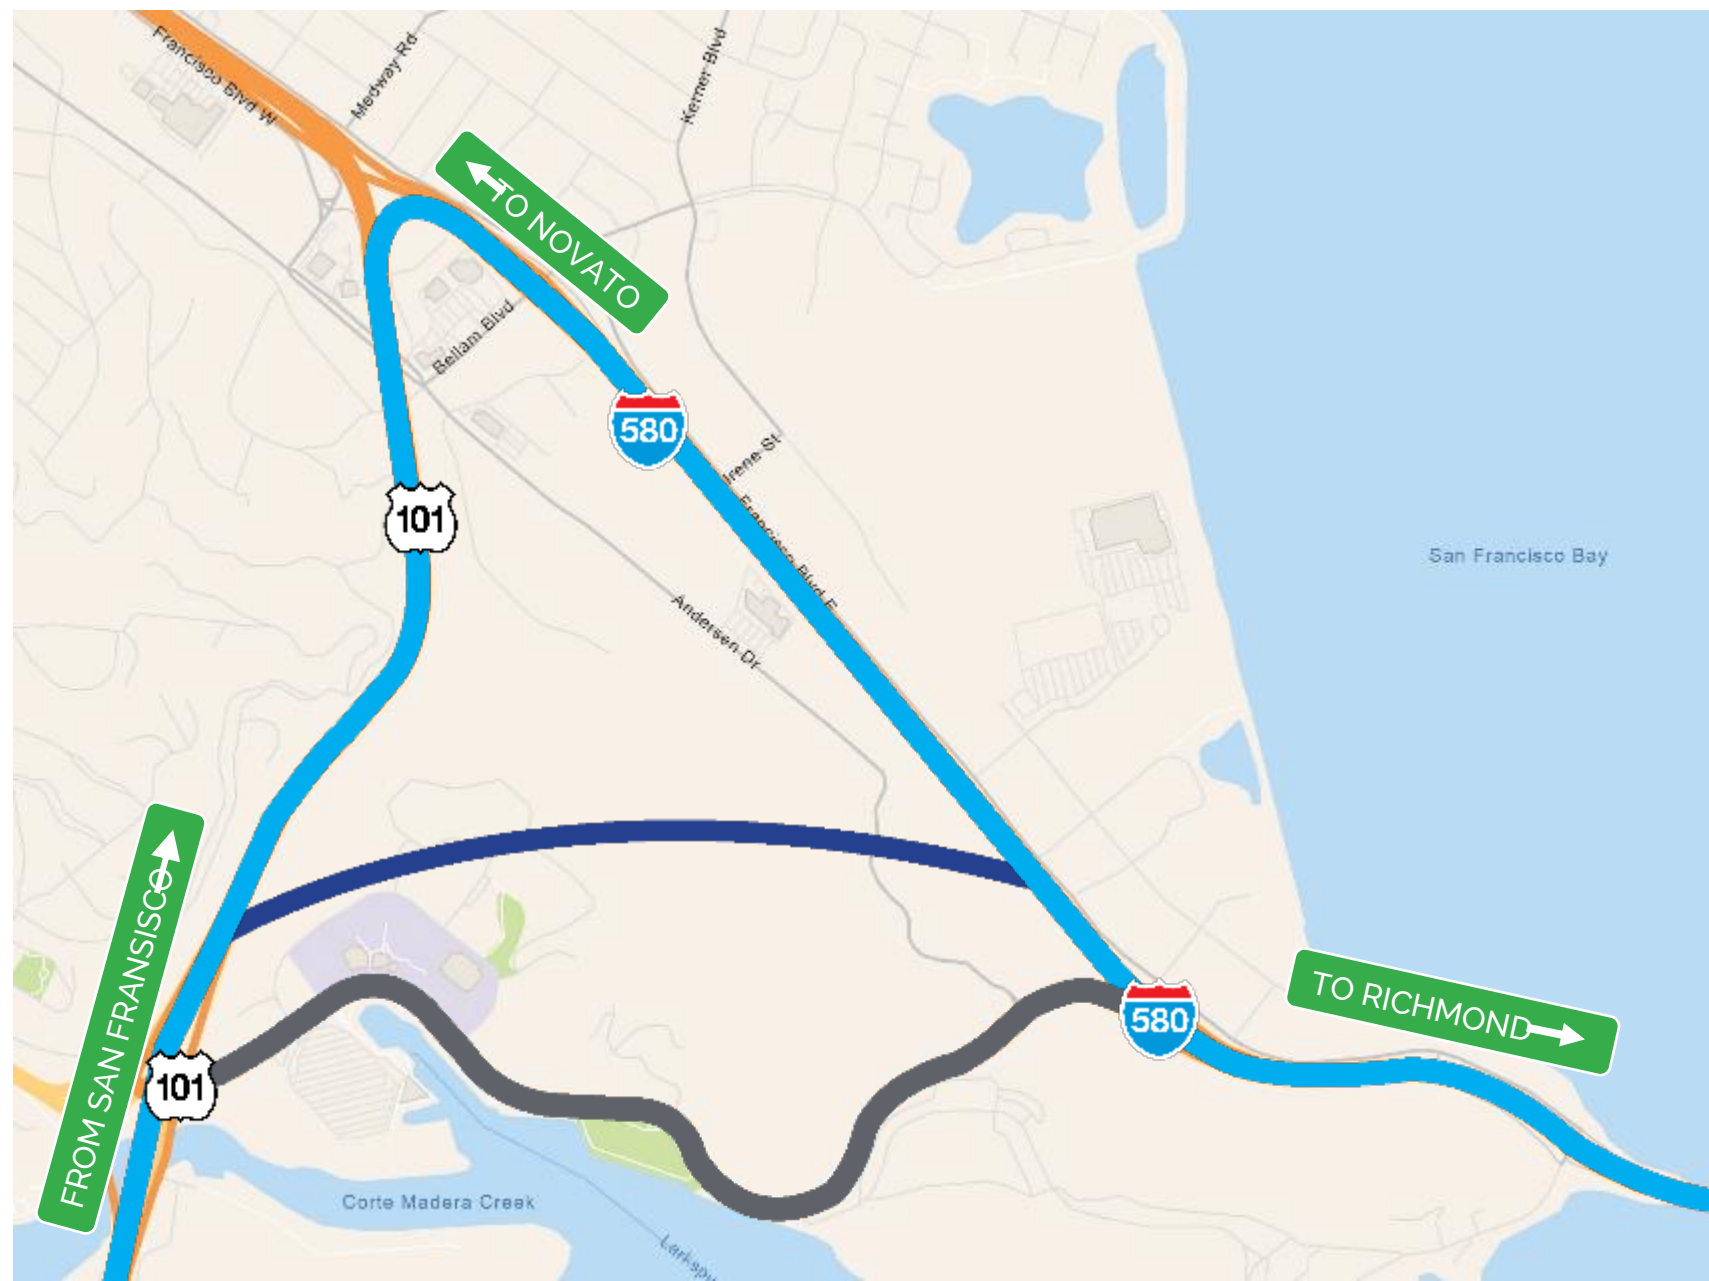 Francisco Blvd W
Medway Rd
Kerner Blvd
TO NOVATO
Bellam Blvd
580
Irene St
101
Francisco Blvd E
San Francisco Bay
Andersen Dr
FROM SAN FRANSISCO
TO RICHMOND
580
101
Corte Madera Creek
Larkspu